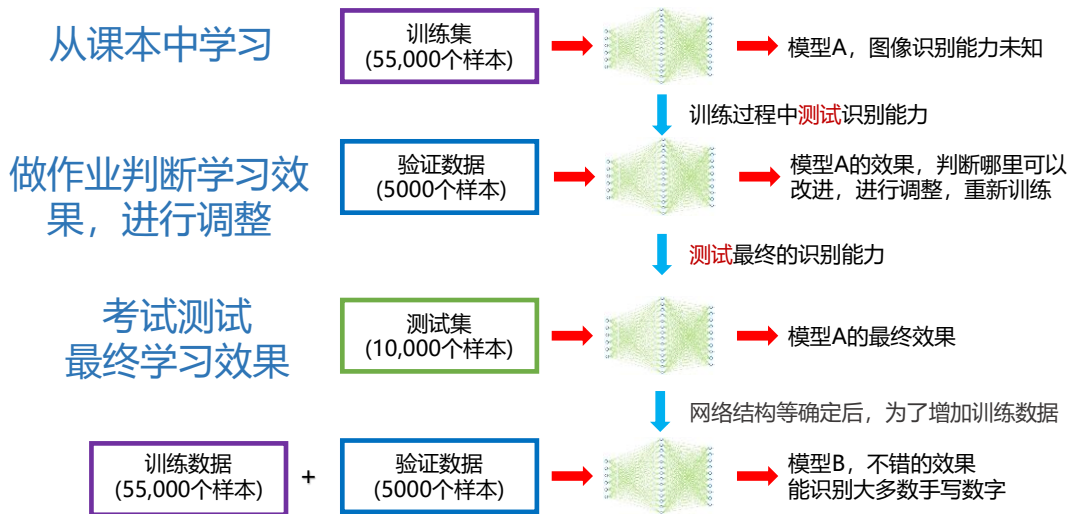 从课本中学习
训练集
(55,000个样本)
模型A，图像识别能力未知
训练过程中测试识别能力
做作业判断学习效
果，进行调整
验证数据
(5000个样本)
模型A的效果，判断哪里可以
改进，进行调整，重新训练
测试最终的识别能力
考试测试
最终学习效果
测试集
(10,000个样本)
模型A的最终效果
网络结构等确定后，为了增加训练数据
训练数据
(55,000个样本)
+
验证数据
(5000个样本)
模型B，不错的效果
能识别大多数手写数字